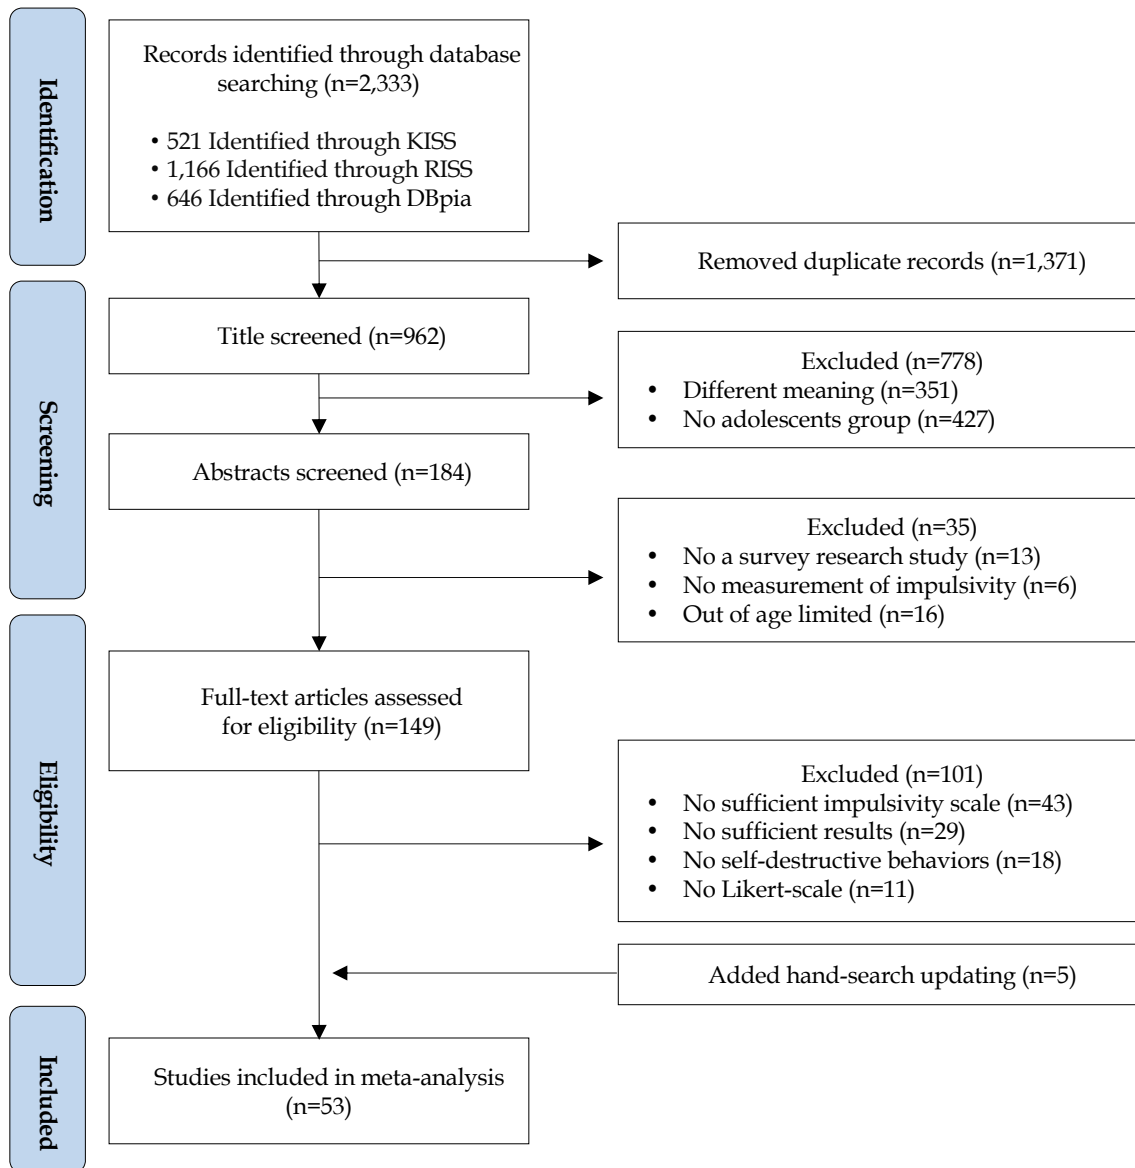 Identification
Records identified through database
searching (n=2,333)
• 521 Identified through KISS
• 1,166 Identified through RISS
• 646 Identified through DBpia
Removed duplicate records (n=1,371)
Screening
Title screened (n=962)
Excluded (n=778)
• Different meaning (n=351)
• No adolescents group (n=427)
Abstracts screened (n=184)
Excluded (n=35)
• No a survey research study (n=13)
• No measurement of impulsivity (n=6)
• Out of age limited (n=16)
Eligibility
Full-text articles assessed
for eligibility (n=149)
Excluded (n=101)
• No sufficient impulsivity scale (n=43)
• No sufficient results (n=29)
• No self-destructive behaviors (n=18)
• No Likert-scale (n=11)
Added hand-search updating (n=5)
Included
Studies included in meta-analysis
(n=53)